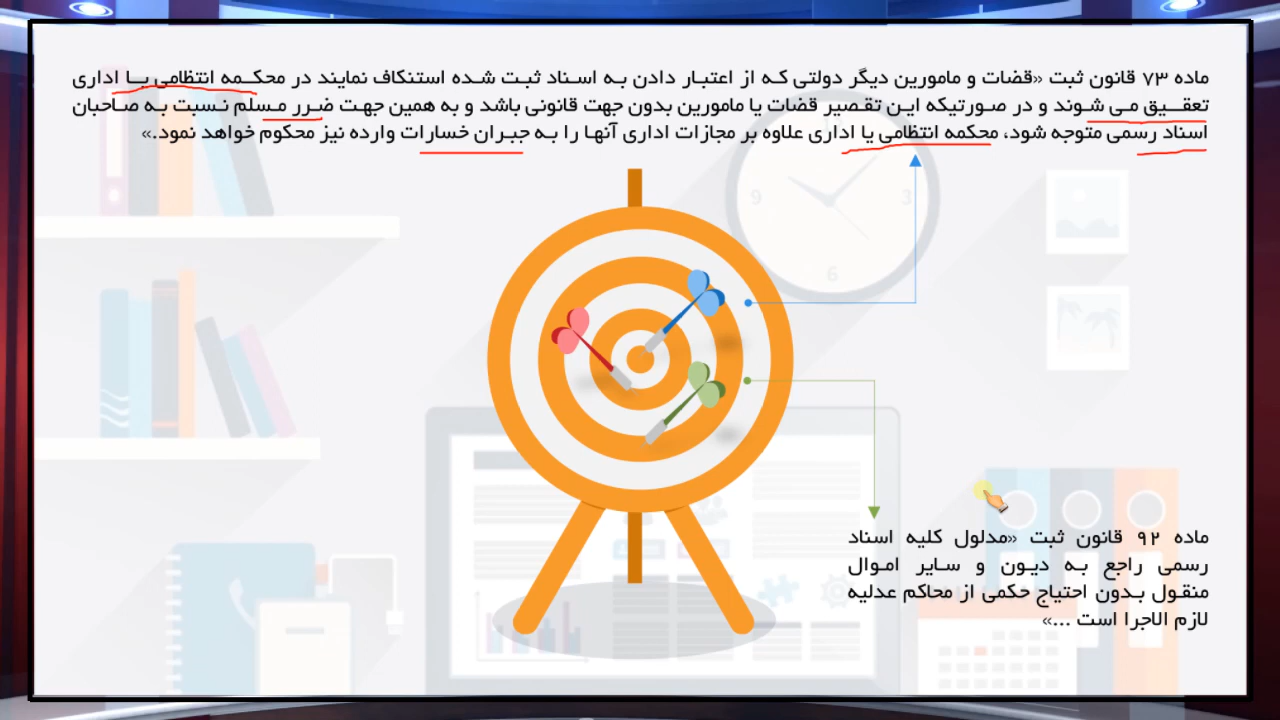 ماده ۷۳ قانون ثبت «قضات و مامورین دیگر دولتی که از اعتبار دادن به اسناد ثبت شده استنکاف نمایند در محکمه انتظامی یا اداری
تعقیق می شوند و در صورتیکه این تقصیر قضات یا مامورین بدون جهت قانونی باشد و به همین جهت ضرر مسلم نسبت به صاحبان
اسناد رسمی متوجه شود، محکمه انتظامی یا اداری علاوه بر مجازات اداری آنها را به جبران خسارات وارده نیز محکوم خواهد نمود.»
9
3
6
ماده ۹۲ قانون ثبت «مدلول کلیه اسناد
رسمی راجع به دیون و سایر اموال
منقول بدون احتیاج حکمی از محاکم عدلیه
لازم الاجرا است ...»